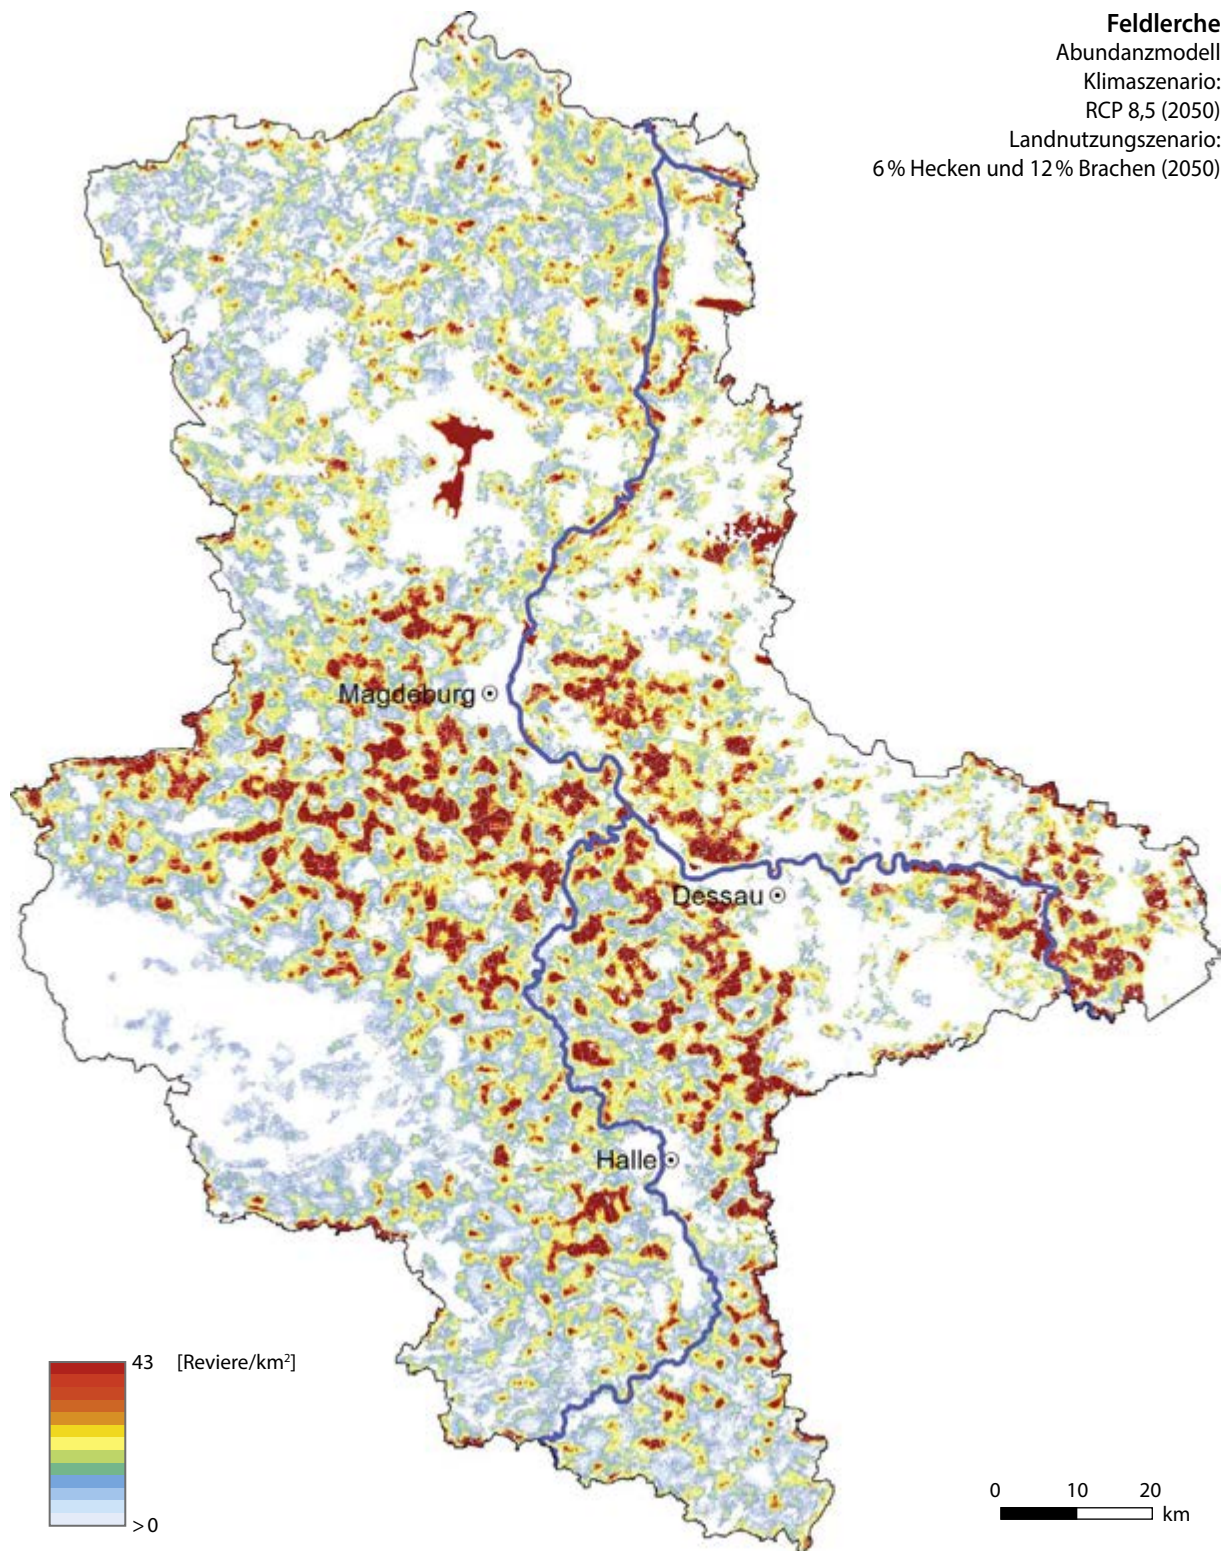 Feldlerche
Abundanzmodell
Klimaszenario:
RCP 8,5 (2050)
Landnutzungszenario:
6 % Hecken und 12 % Brachen (2050)
Magdeburg
Dessau
Halle
43 [Reviere/km²]
> 0
0 10 20
km